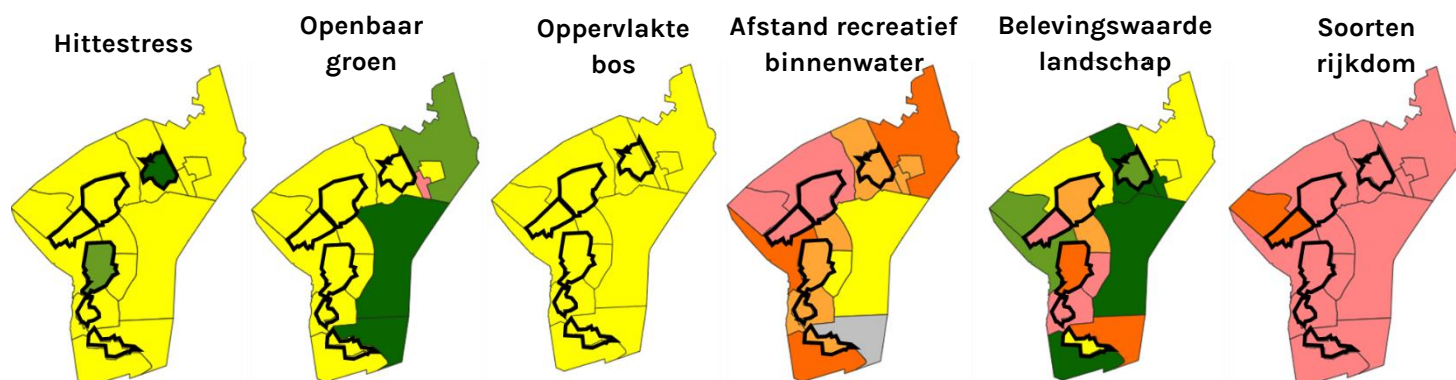 Hittestress
Openbaar
groen
Oppervlakte
bos
Afstand recreatief
binnenwater
Belevingswaarde
landschap
Soorten
rijkdom